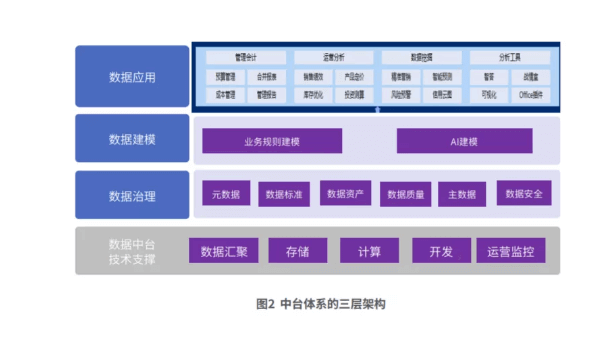 数据应用
管理会计 运营分析 数据挖掘 分析工具
预算管理 合并报表 销售绩效 产品定价 精准营销 智能预测 智答 战情室
成本管理 管理报告 库存优化 投资测算 风险预警 信用云图 可视化 Office插件
数据建模
业务规则建模 AI建模
数据治理
元数据 数据标准 数据资产 数据质量 主数据 数据安全
数据中台
技术支撑
数据汇聚 存储 计算 开发 运营监控
图2 中台体系的三层架构